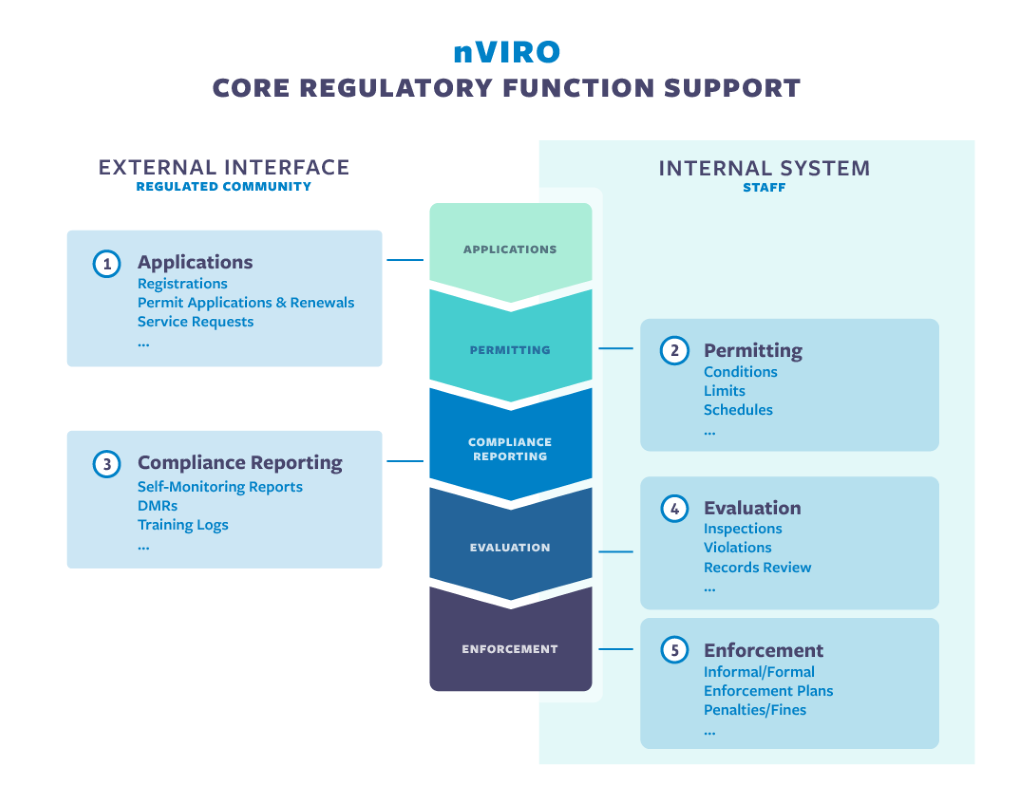 nVIRO
CORE REGULATORY FUNCTION SUPPORT
EXTERNAL INTERFACE
REGULATED COMMUNITY
INTERNAL SYSTEM
STAFF
APPLICATIONS
PERMITTING
COMPLIANCE
REPORTING
EVALUATION
ENFORCEMENT
1 Applications
Registrations
Permit Applications & Renewals
Service Requests
...
2 Permitting
Conditions
Limits
Schedules
...
3 Compliance Reporting
Self-Monitoring Reports
DMRs
Training Logs
...
4 Evaluation
Inspections
Violations
Records Review
...
5 Enforcement
Informal/Formal
Enforcement Plans
Penalties/Fines
...